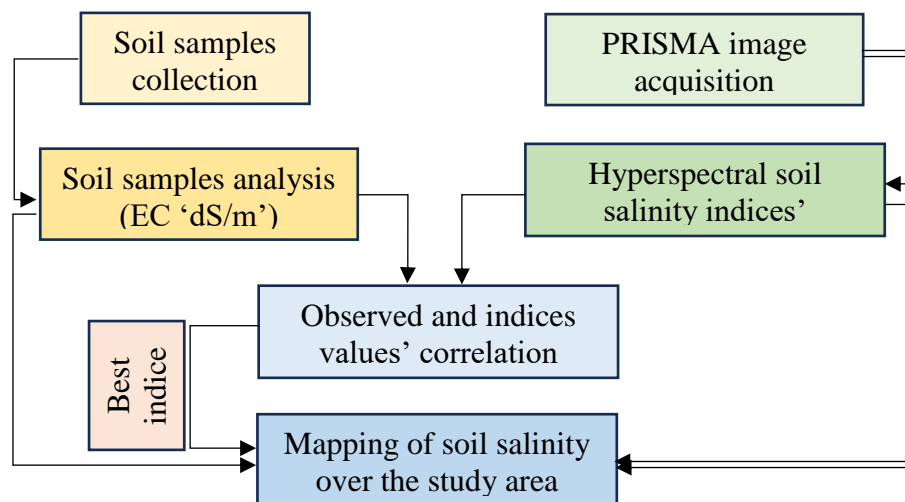 Soil samples
collection
PRISMA image
acquisition
Soil samples analysis
(EC ‘dS/m’)
Hyperspectral soil
salinity indices’
Observed and indices
values’ correlation
Best
indice
Mapping of soil salinity
over the study area